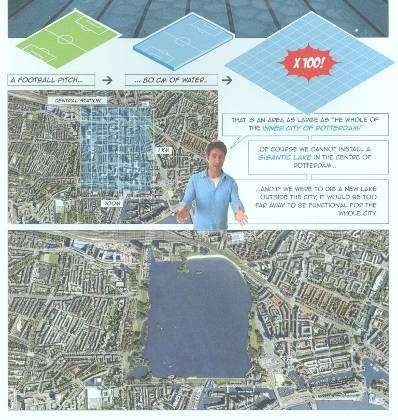 X 100!
A FOOTBALL PITCH...
... 80 CM OF WATER..
CENTRAL STATION
1 KM
700M
THAT IS AN AREA AS LARGE AS THE WHOLE OF
THE INNER CITY OF ROTTERDAM!
OF COURSE WE CANNOT INSTALL A
GIGANTIC LAKE IN THE CENTRE OF
ROTTERDAM...
...AND IF WE WERE TO DIG A NEW LAKE
OUTSIDE THE CITY, IT WOULD BE TOO
FAR AWAY TO BE FUNCTIONAL FOR THE
WHOLE CITY